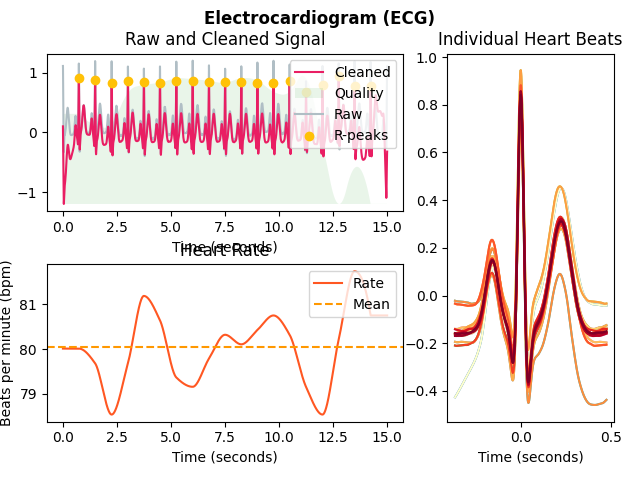 Electrocardiogram (ECG)
Raw and Cleaned Signal
1
0
−1
Cleaned
Quality
Raw
R-peaks
0.0 2.5 5.0 7.5 10.0 12.5 15.0
Time (seconds)
Heart Rate
Beats per minute (bpm)
81
80
79
Rate
Mean
0.0 2.5 5.0 7.5 10.0 12.5 15.0
Time (seconds)
Individual Heart Beats
1.0
0.8
0.6
0.4
0.2
0.0
−0.2
−0.4
0.0 0.5
Time (seconds)